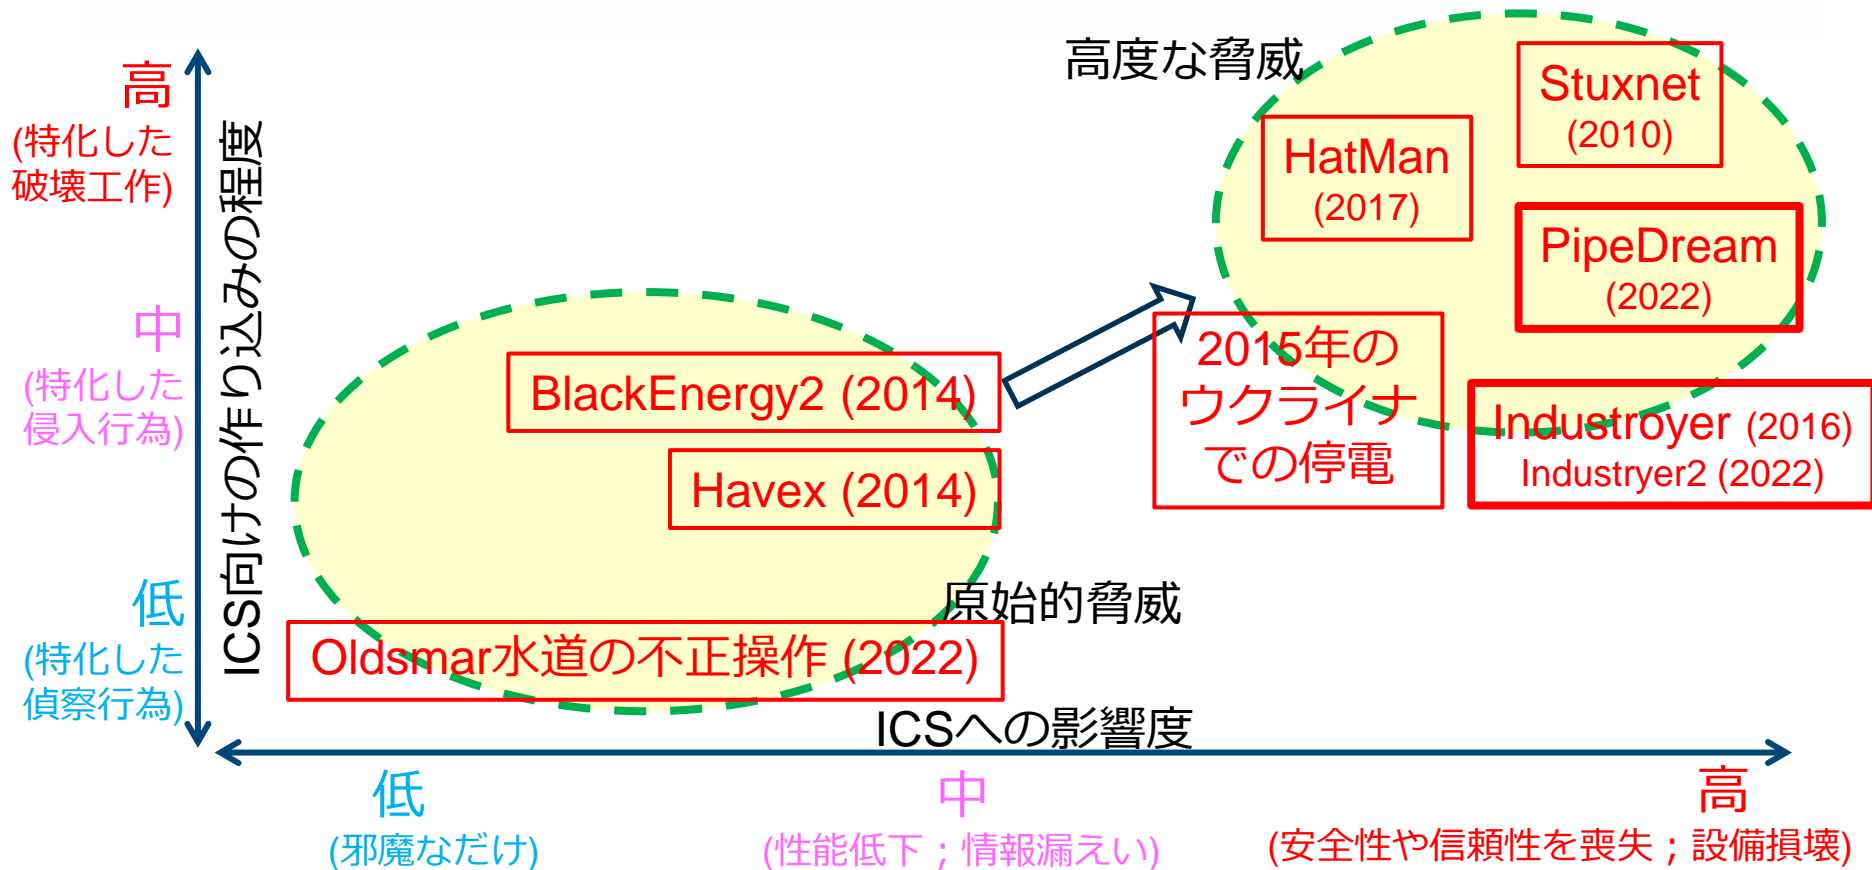 高度な脅威
Stuxnet
(2010)
HatMan
(2017)
PipeDream
(2022)
2015年の
ウクライナ
での停電
Industroyer (2016)
Industryer2 (2022)
高
(特化した
破壊工作)
中
(特化した
侵入行為)
低
(特化した
偵察行為)
ICS向けの作り込みの程度
BlackEnergy2 (2014)
Havex (2014)
原始的脅威
Oldsmar水道の不正操作 (2022)
ICSへの影響度
低
(邪魔なだけ)
中
(性能低下；情報漏えい)
高
(安全性や信頼性を喪失；設備損壊)